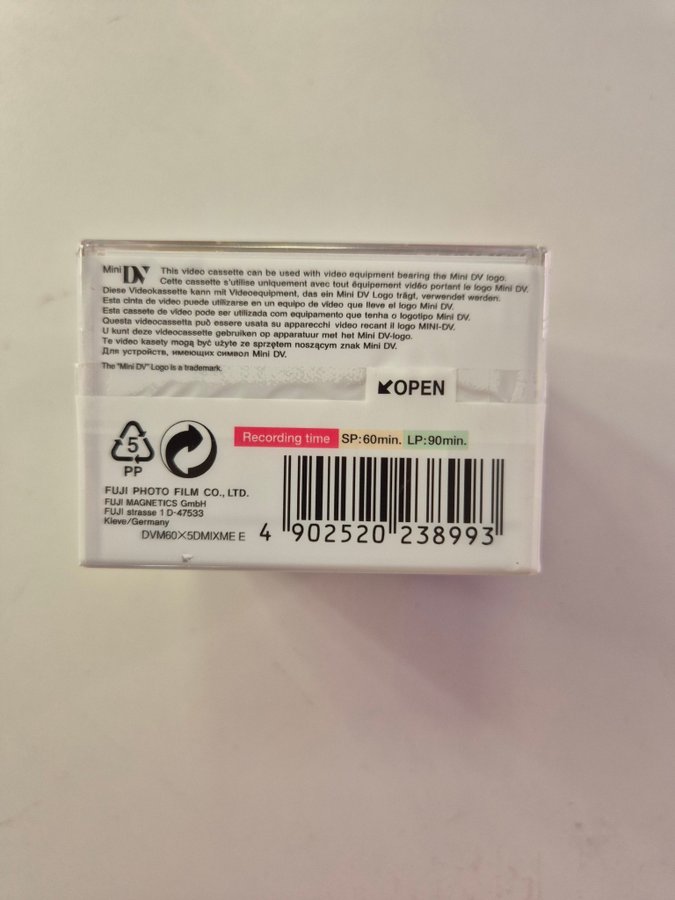 Mini DV This video cassette can be used with video equipment bearing the Mini DV logo.
Cette cassette s'utilise uniquement avec tout équipement vidéo portant le logo Mini DV.
Diese Videokassette kann mit Videoequipment, das ein Mini DV Logo trägt, verwendet werden.
Esta cinta de video puede utilizarse en un equipo de video que lleve el logo Mini DV.
Esta cassete de vídeo pode ser utilizada com equipamento que tenha o logotipo Mini DV.
Questa videocassetta può essere usata su apparecchi video recant il logo MINI-DV.
U kunt deze videocassette gebruiken op apparatuur met het Mini DV-logo.
Te video kasety mogą być użyte ze sprzętem noszącym znak Mini DV.
Для устройств, имеющих символ Mini DV.
The "Mini DV" Logo is a trademark.
OPEN
Recording time SP:60min. LP:90min.
5
PP
FUJI PHOTO FILM CO., LTD.
FUJI MAGNETICS GmbH
FUJI strasse 1 D-47533
Kleve/Germany
DVM60×5DMIXME E
4 902520 238993